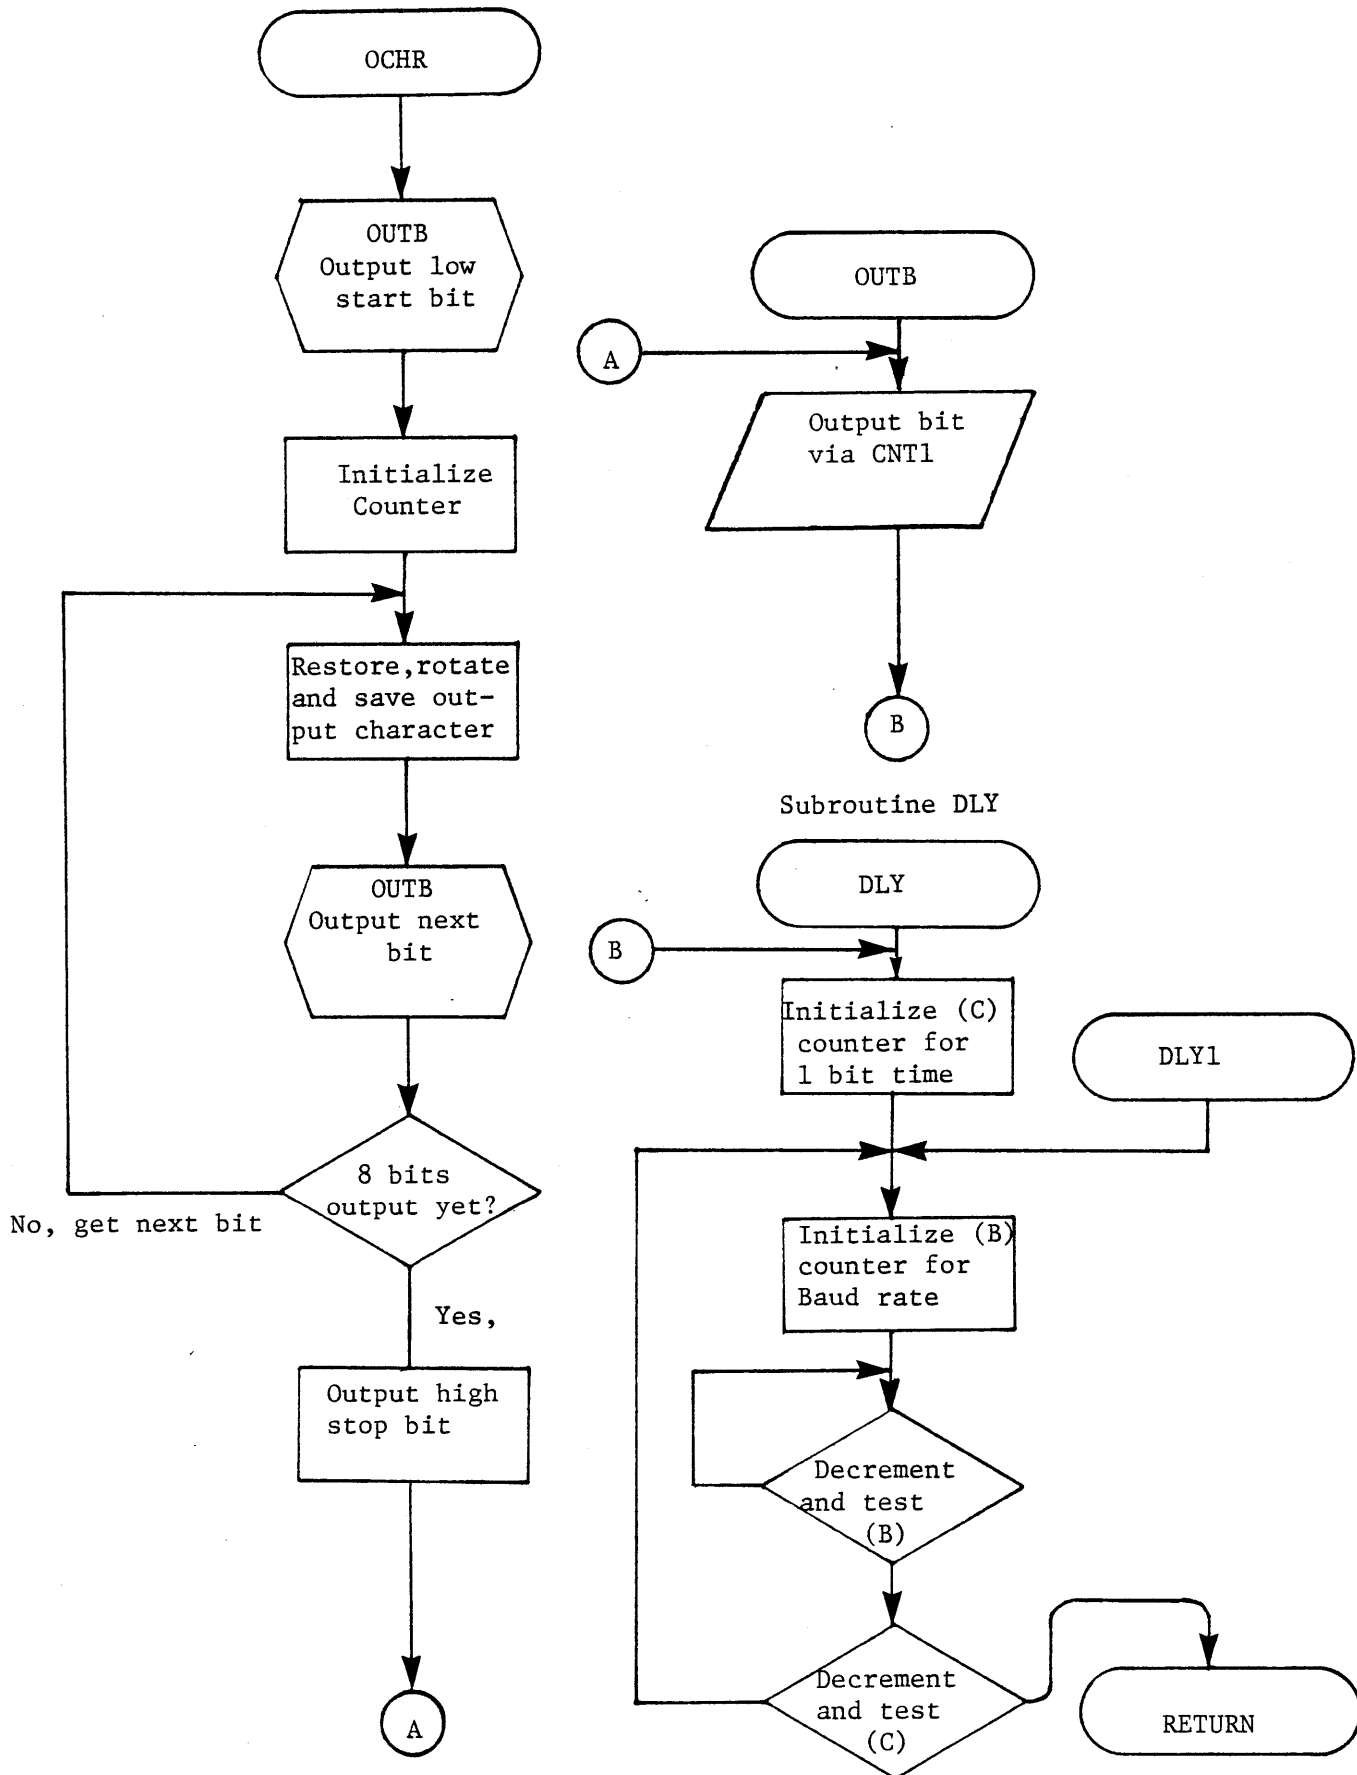 OCHR
OUTB
Output low
start bit
Initialize
Counter
Restore,rotate
and save out-
put character
OUTB
Output next
bit
8 bits
output yet?
No, get next bit
Yes,
Output high
stop bit
A
OUTB
A
Output bit
via CNT1
B
Subroutine DLY
DLY
B
Initialize (C)
counter for
1 bit time
DLY1
Initialize (B)
counter for
Baud rate
Decrement
and test
(B)
Decrement
and test
(C)
RETURN